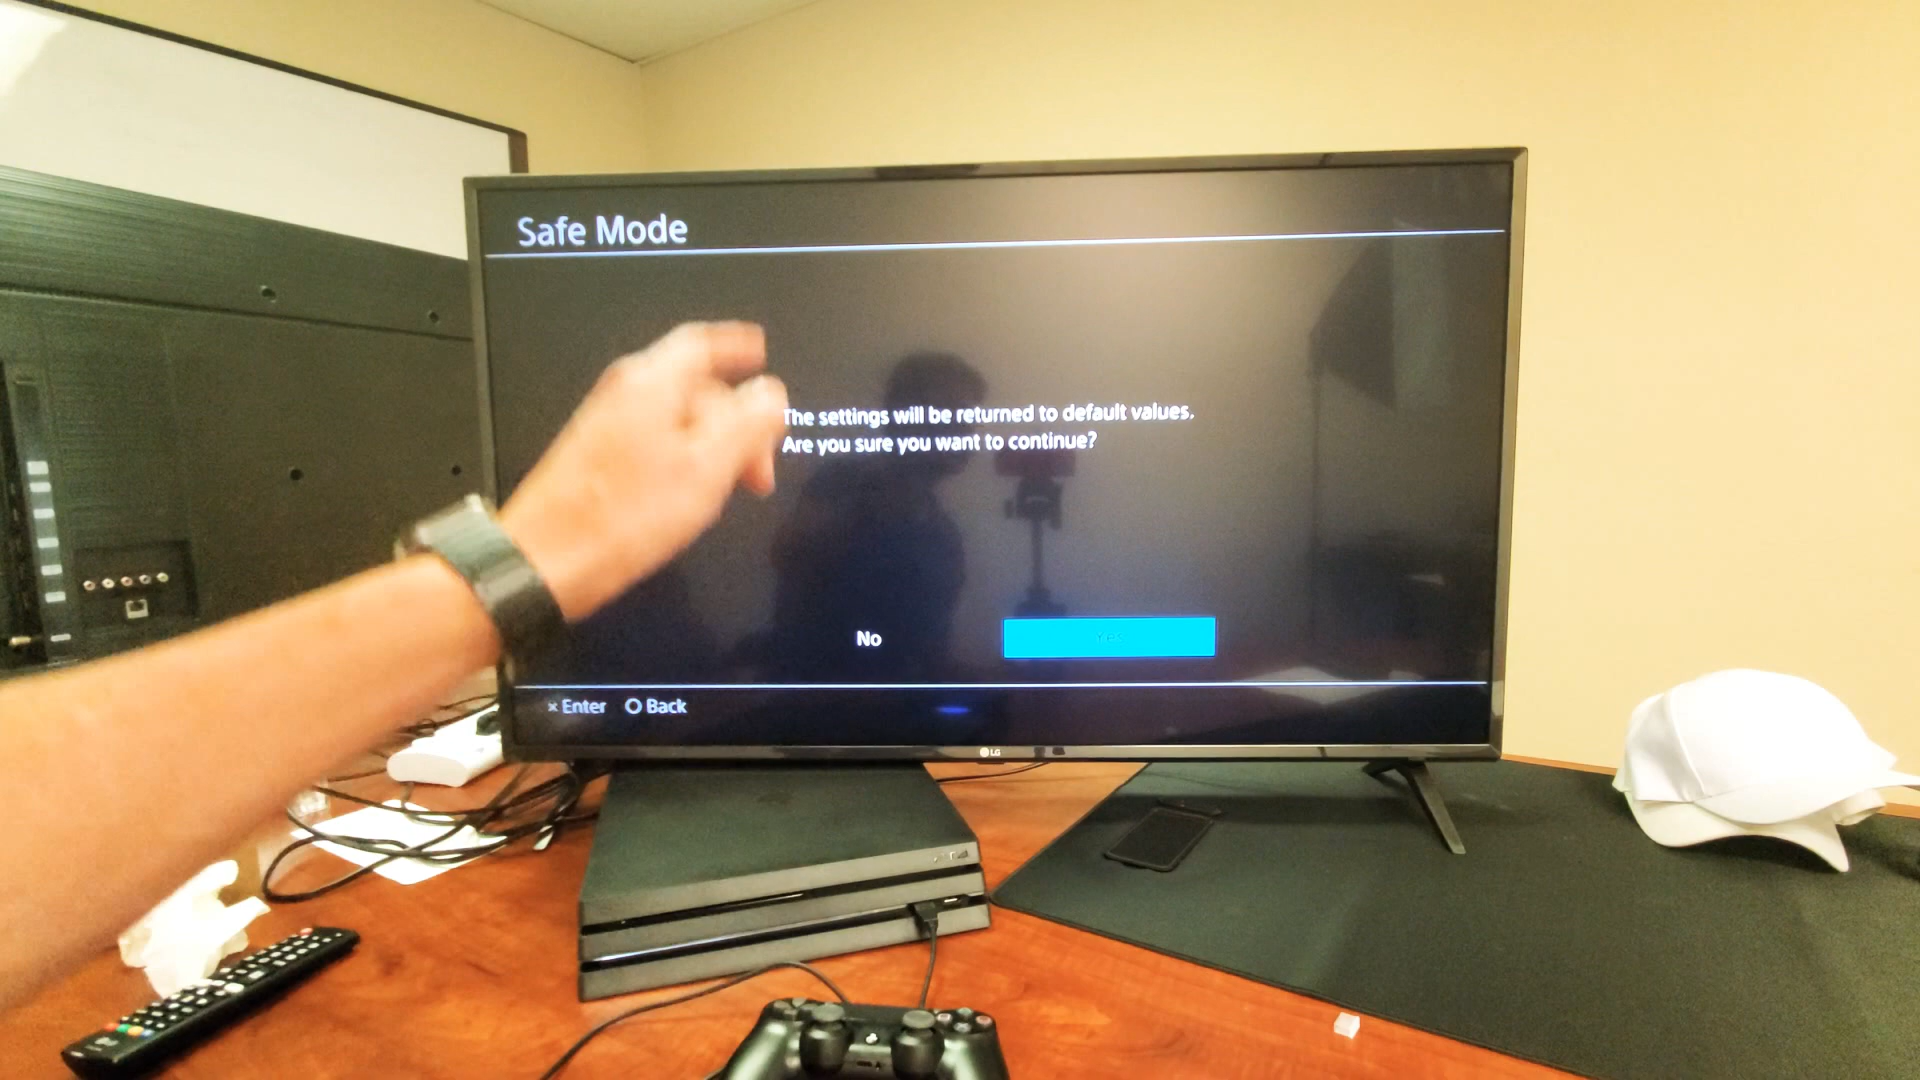 Safe Mode
The settings will be returned to default values.
Are you sure you want to continue?
No
Yes
× Enter O Back
LG